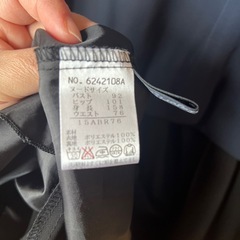 NO. 6242108A
ヌードサイズ
バスト 92
ヒップ 101
身長 158
ウエスト 76
15ABR76
ポリエステル100%
ポリエステル100%